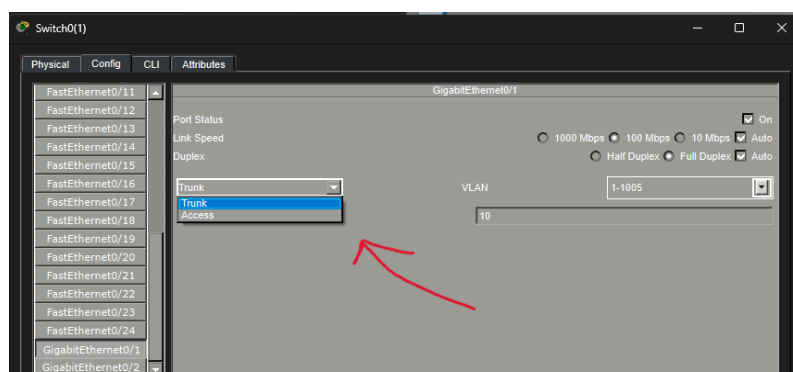 Switch0(1)
Physical Config CLI Attributes
GigabitEthernet0/1
FastEthernet0/11
FastEthernet0/12
FastEthernet0/13
FastEthernet0/14
FastEthernet0/15
FastEthernet0/16
FastEthernet0/17
FastEthernet0/18
FastEthernet0/19
FastEthernet0/20
FastEthernet0/21
FastEthernet0/22
FastEthernet0/23
FastEthernet0/24
GigabitEthernet0/1
GigabitEthernet0/2
Port Status On
Link Speed 1000 Mbps 100 Mbps 10 Mbps Auto
Duplex Half Duplex Full Duplex Auto
Trunk VLAN 1-1005
Trunk
Access 10